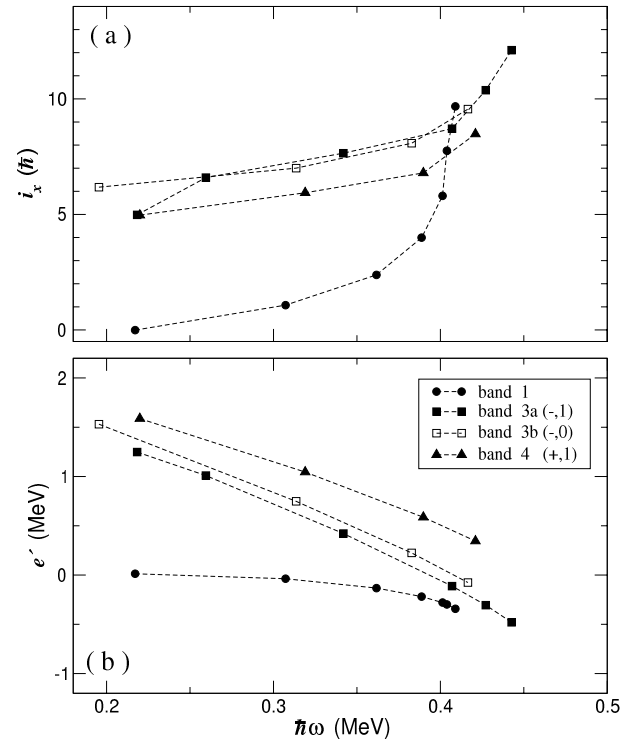 ( a )
10
5
0
i_x (ℏ)
2
1
0
-1
e´ (MeV)
band 1
band 3a (-,1)
band 3b (-,0)
band 4 (+,1)
( b )
0.2 0.3 0.4 0.5
ℏω (MeV)